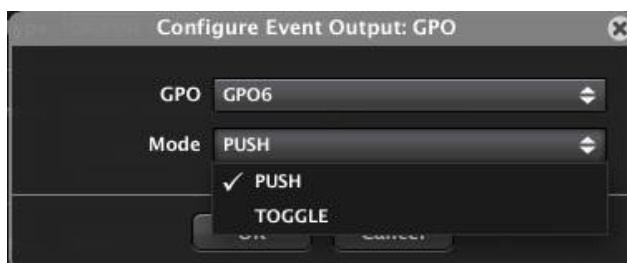 Configure Event Output: GPO
GPO GPO6
Mode PUSH
✓ PUSH
TOGGLE